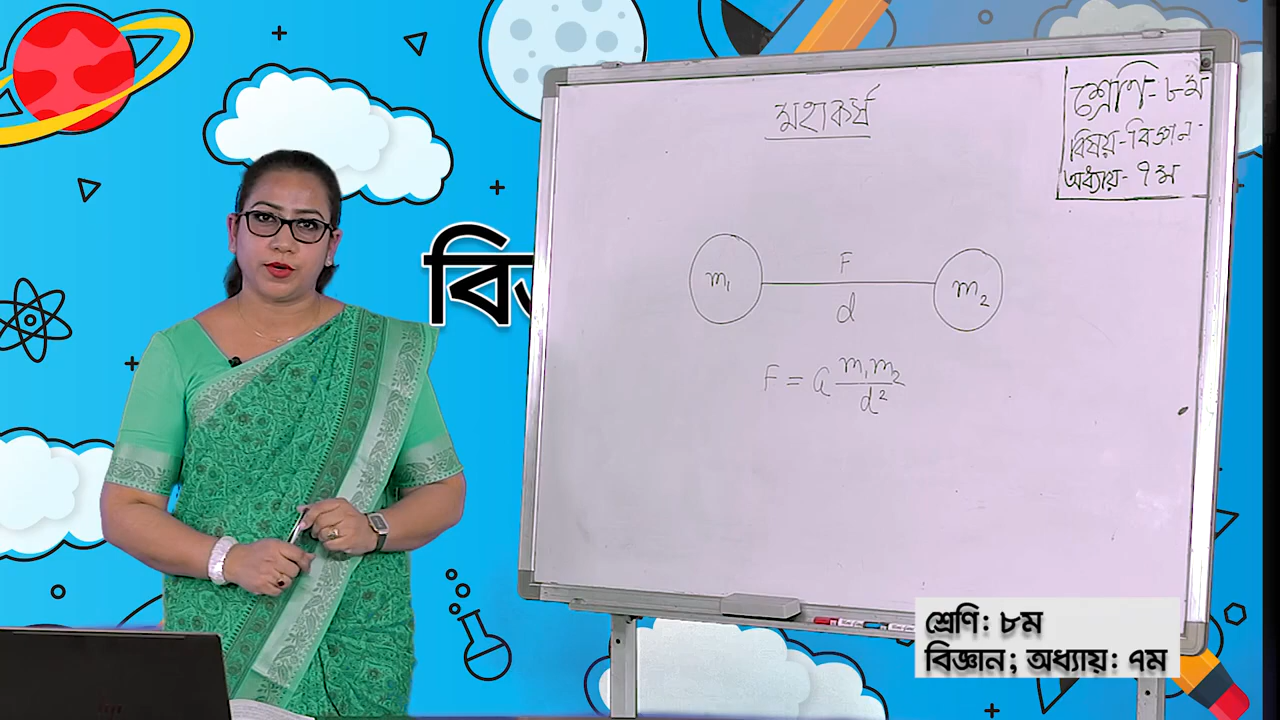 মহাকর্ষ
শ্রেণি- ৮ম
বিষয়-বিজ্ঞান
অধ্যায়- ৭ম
m₁
F
d
m₂
F = G m₁m₂/d²
শ্রেণি: ৮ম
বিজ্ঞান; অধ্যায়: ৭ম